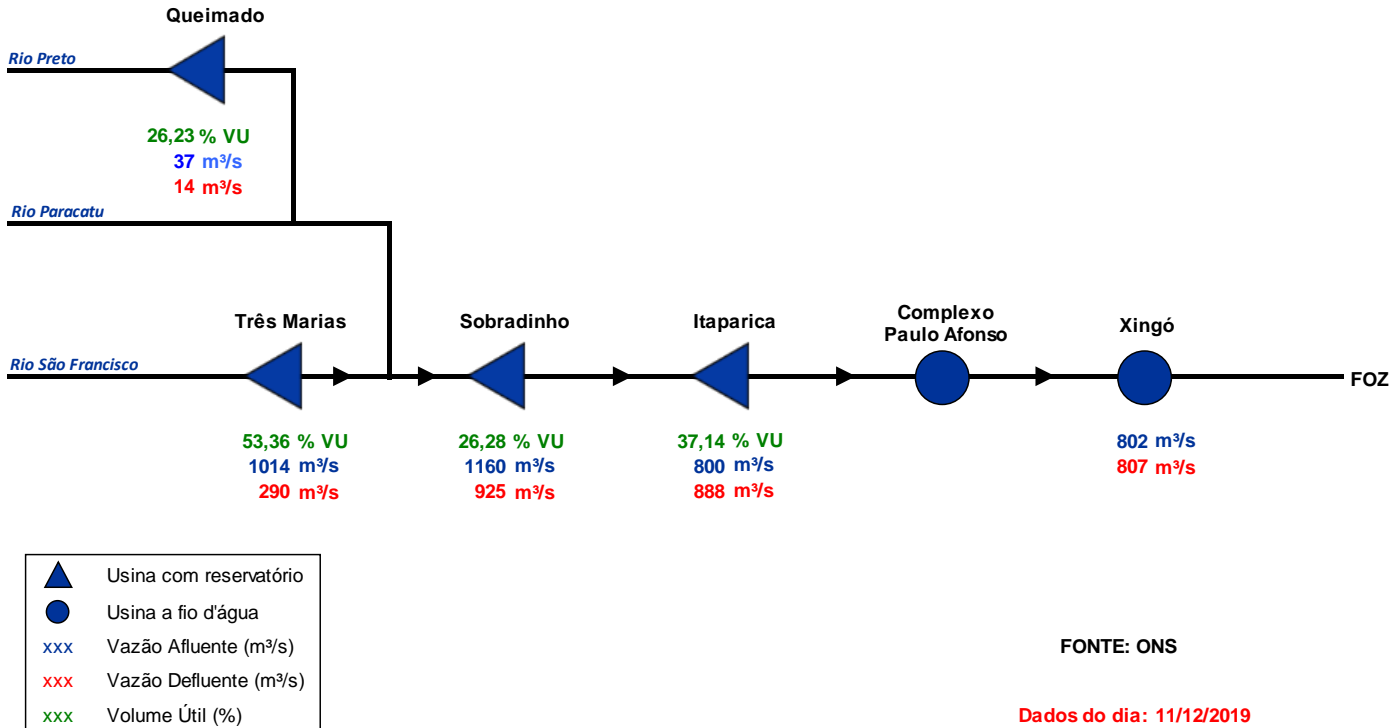 Queimado
Rio Preto
26,23 % VU
37 m³/s
14 m³/s
Rio Paracatu
Três Marias
Sobradinho
Itaparica
Complexo
Paulo Afonso
Xingó
Rio São Francisco
FOZ
53,36 % VU
1014 m³/s
290 m³/s
26,28 % VU
1160 m³/s
925 m³/s
37,14 % VU
800 m³/s
888 m³/s
802 m³/s
807 m³/s
Usina com reservatório
Usina a fio d'água
xxx Vazão Afluente (m³/s)
xxx Vazão Defluente (m³/s)
xxx Volume Útil (%)
FONTE: ONS
Dados do dia: 11/12/2019